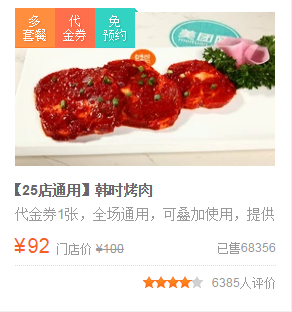 多 代 免
套餐 金券 预约
【25店通用】韩时烤肉
代金券1张，全场通用，可叠加使用，提供
¥92 门店价 ¥100 已售68356
6385人评价